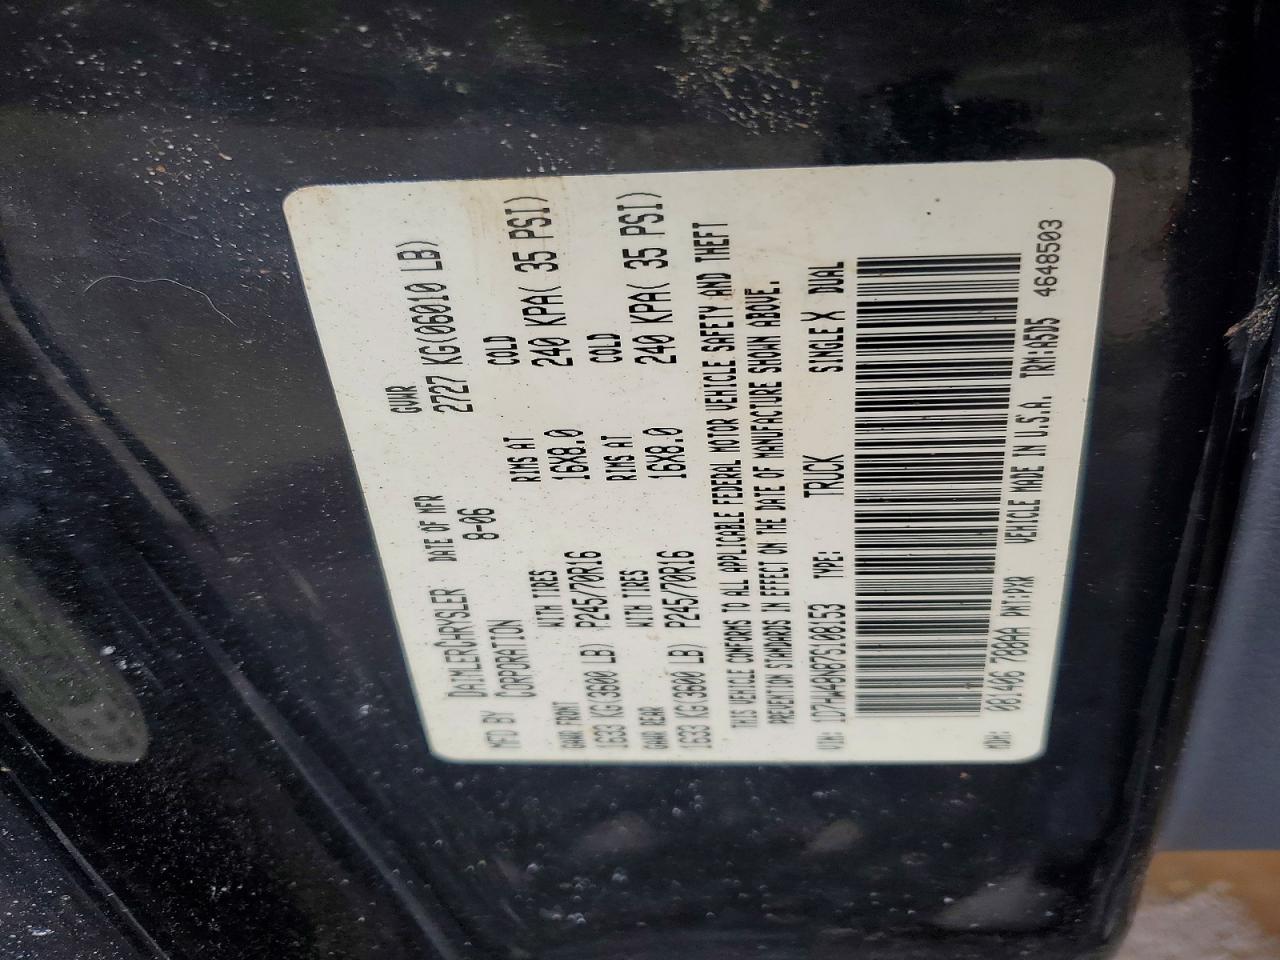 MFD BY DAIMLERCHRYSLER CORPORATION DATE OF MFR 8-06 GVWR 2727 KG(06010 LB)
GAWR FRONT WITH TIRES RIMS AT COLD
1633 KG(3600 LB) P245/70R16 16X8.0 240 KPA( 35 PSI)
GAWR REAR WITH TIRES RIMS AT COLD
1633 KG(3600 LB) P245/70R16 16X8.0 240 KPA( 35 PSI)
THIS VEHICLE CONFORMS TO ALL APPLICABLE FEDERAL MOTOR VEHICLE SAFETY AND THEFT
PREVENTION STANDARDS IN EFFECT ON THE DATE OF MANUFACTURE SHOWN ABOVE.
VIN: 1D7HW48N87S108153 TYPE: TRUCK SINGLE X DUAL
MDH: 081406 788AA PNT:PXR VEHICLE MADE IN U.S.A. TRM:A5D5 4648503